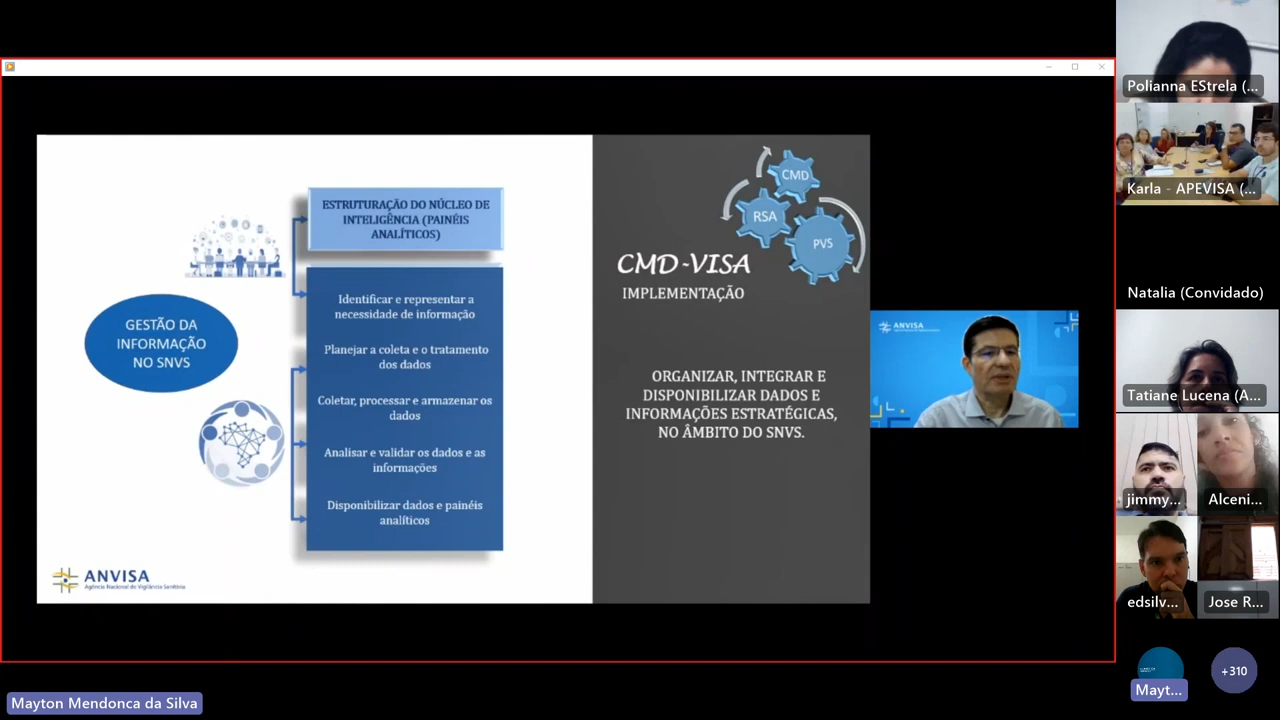 ESTRUTURAÇÃO DO NÚCLEO DE
INTELIGÊNCIA (PAINÉIS
ANALÍTICOS)
GESTÃO DA
INFORMAÇÃO
NO SNVS
Identificar e representar a
necessidade de informação
Planejar a coleta e o tratamento
dos dados
Coletar, processar e armazenar os
dados
Analisar e validar os dados e as
informações
Disponibilizar dados e painéis
analíticos
ANVISA
Agência Nacional de Vigilância Sanitária
CMD
RSA
PVS
CMD-VISA
IMPLEMENTAÇÃO
ORGANIZAR, INTEGRAR E
DISPONIBILIZAR DADOS E
INFORMAÇÕES ESTRATÉGICAS,
NO ÂMBITO DO SNVS.
ANVISA
Polianna EStrela (...
Karla - APEVISA (...
Natalia (Convidado)
Tatiane Lucena (A...
jimmy...
Alceni...
edsilv...
Jose R...
Mayt...
+310
Mayton Mendonca da Silva